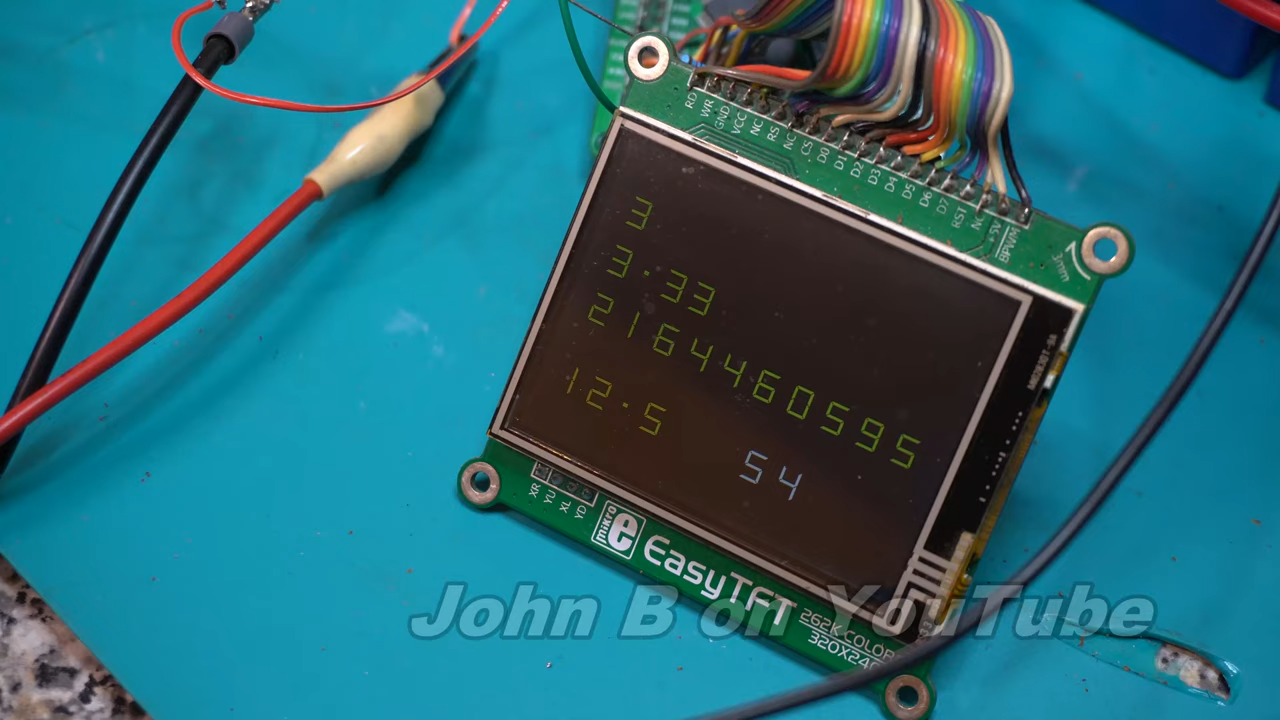 RD WR GND VCC NC RS NC CS D0 D1 D2 D3 D4 D5 D6 D7 RST NC +5V BPWM
3
3.33
2164460595
12.5
54
XR YU XL YD
mikro e EasyTFT
262K COLOR
320X240
John B on YouTube